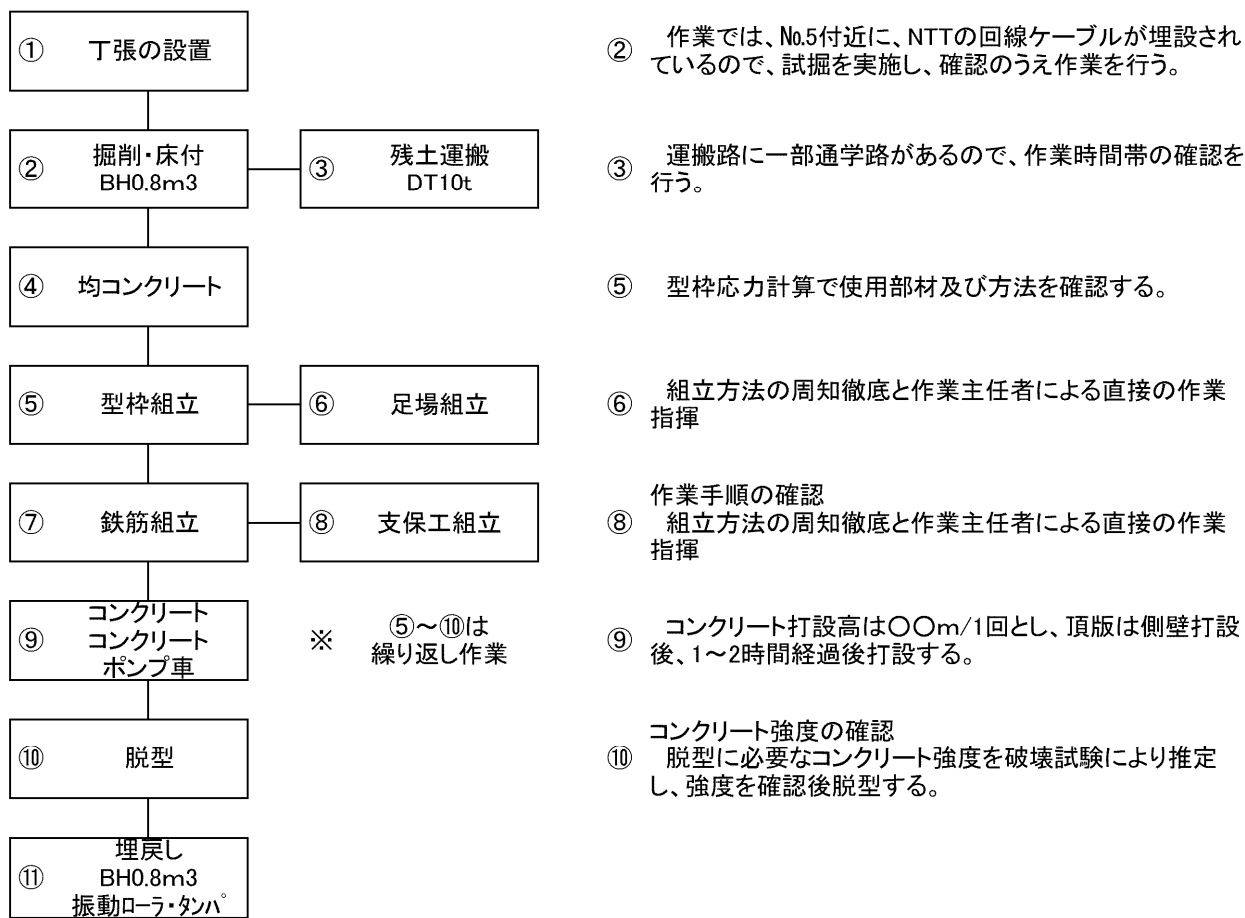 ① 丁張の設置
② 作業では、№5付近に、NTTの回線ケーブルが埋設され
ているので、試掘を実施し、確認のうえ作業を行う。
② 掘削・床付
BH0.8m3
③ 残土運搬
DT10t
③ 運搬路に一部通学路があるので、作業時間帯の確認を
行う。
④ 均コンクリート
⑤ 型枠応力計算で使用部材及び方法を確認する。
⑤ 型枠組立
⑥ 足場組立
⑥ 組立方法の周知徹底と作業主任者による直接の作業
指揮
⑦ 鉄筋組立
⑧ 支保工組立
作業手順の確認
⑧ 組立方法の周知徹底と作業主任者による直接の作業
指揮
コンクリート
⑨ コンクリート
ポンプ車
※ ⑤～⑩は
繰り返し作業
⑨ コンクリート打設高は〇〇m/1回とし、頂版は側壁打設
後、1～2時間経過後打設する。
⑩ 脱型
コンクリート強度の確認
⑩ 脱型に必要なコンクリート強度を破壊試験により推定
し、強度を確認後脱型する。
埋戻し
⑪ BH0.8m3
振動ﾛｰﾗ・ﾀﾝﾊﾟ